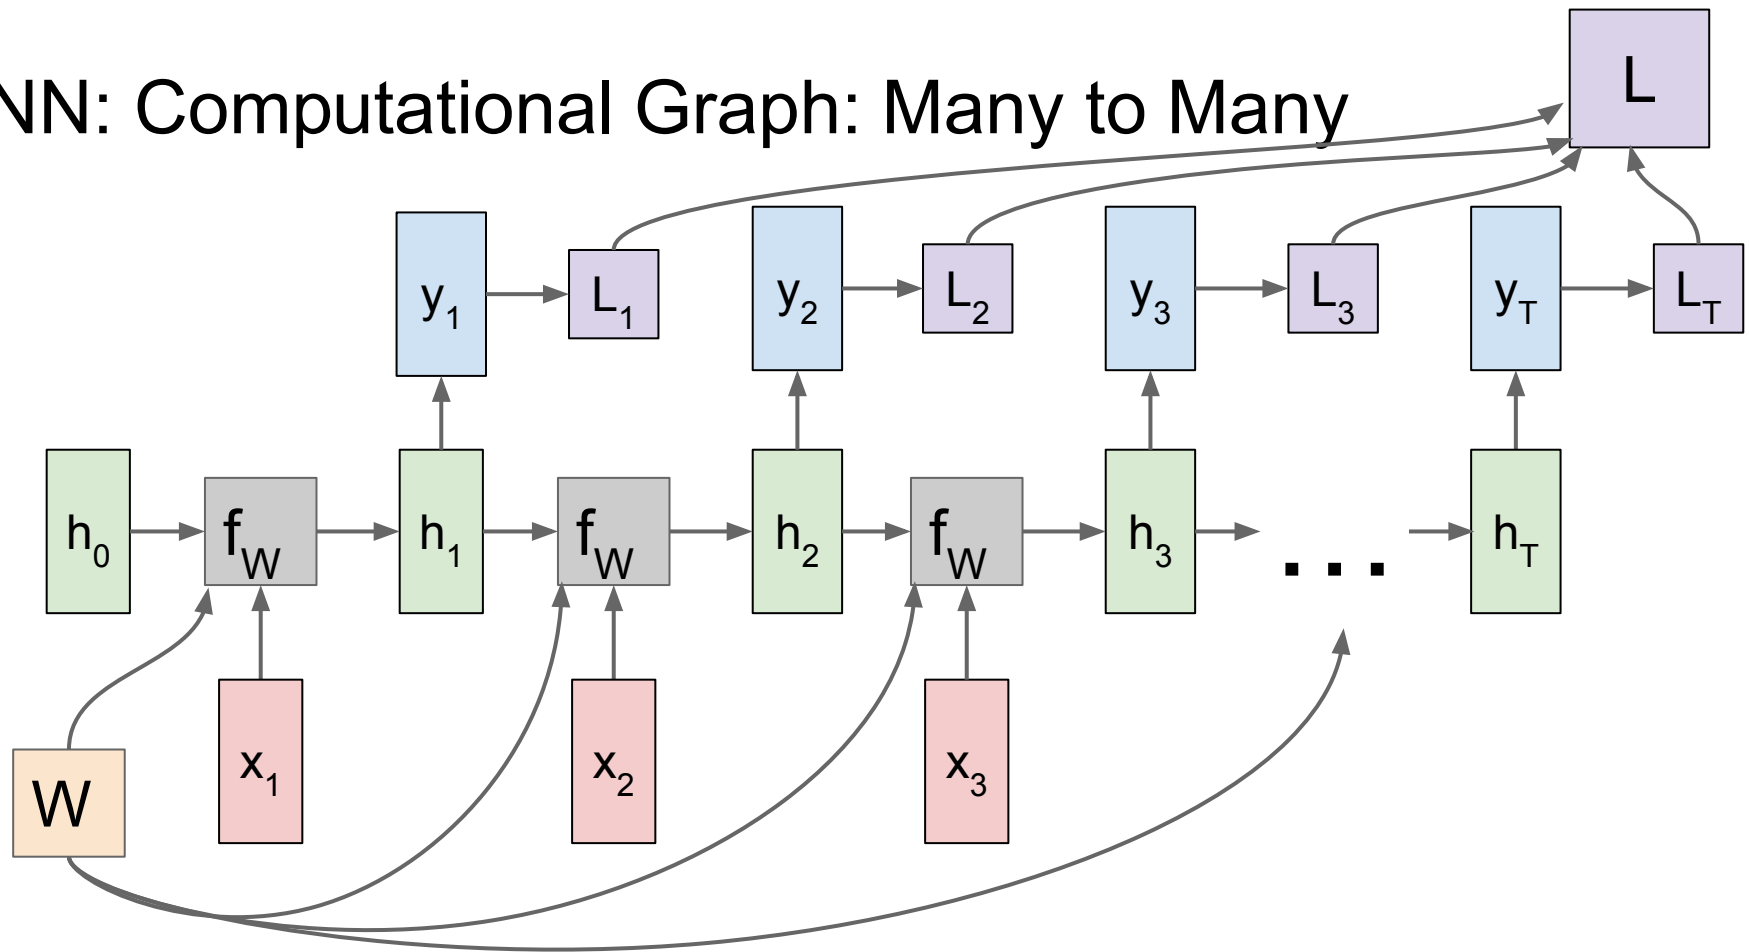 NN: Computational Graph: Many to Many
L
y1 L1 y2 L2 y3 L3 yT LT
h0 fW h1 fW h2 fW h3 ... hT
W x1 x2 x3